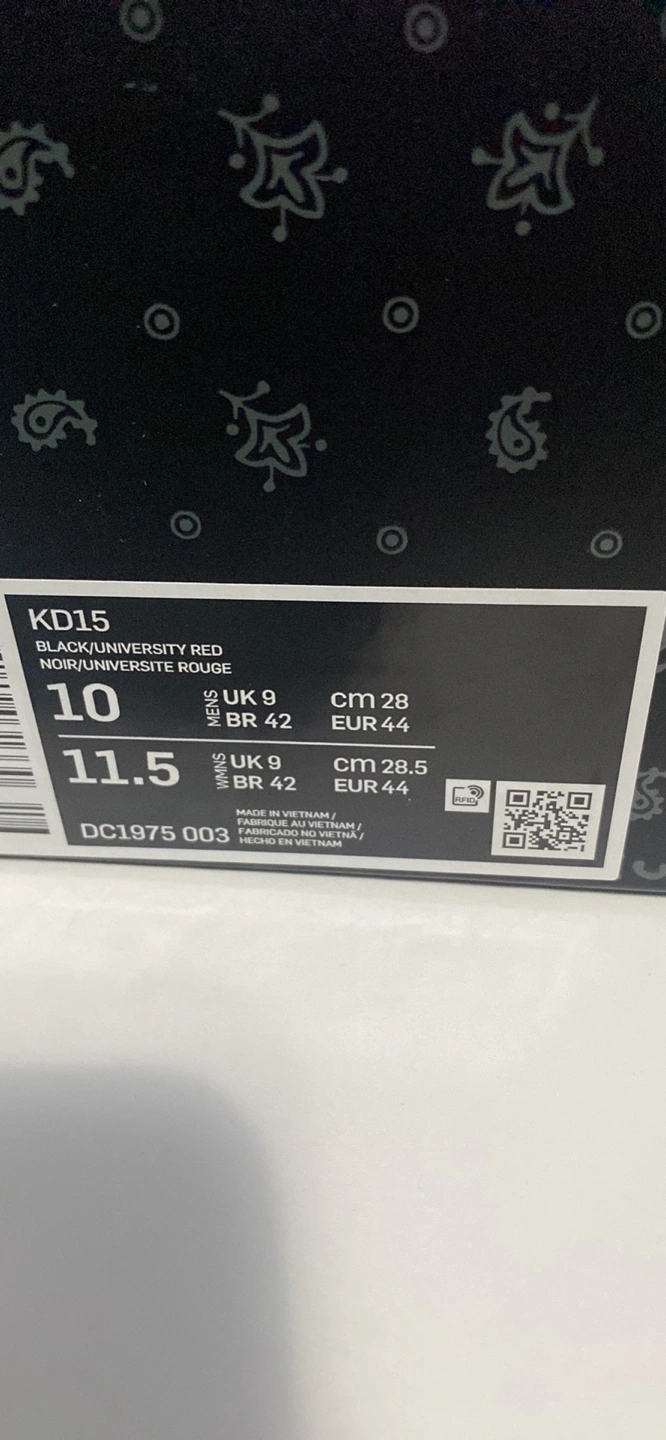 KD15
BLACK/UNIVERSITY RED
NOIR/UNIVERSITE ROUGE
10 MENS UK 9 cm 28
BR 42 EUR 44
11.5 WMNS UK 9 cm 28.5
BR 42 EUR 44
RFID
DC1975 003
MADE IN VIETNAM /
FABRIQUE AU VIETNAM /
FABRICADO NO VIETNÃ /
HECHO EN VIETNAM